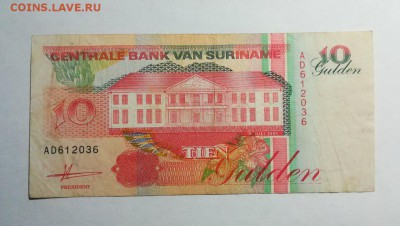 COINS.LAVE.RU
CENTRALE BANK VAN SURINAME
10
Gulden
AD612036
10
AD612036
PRESIDENT
TIEN
Gulden